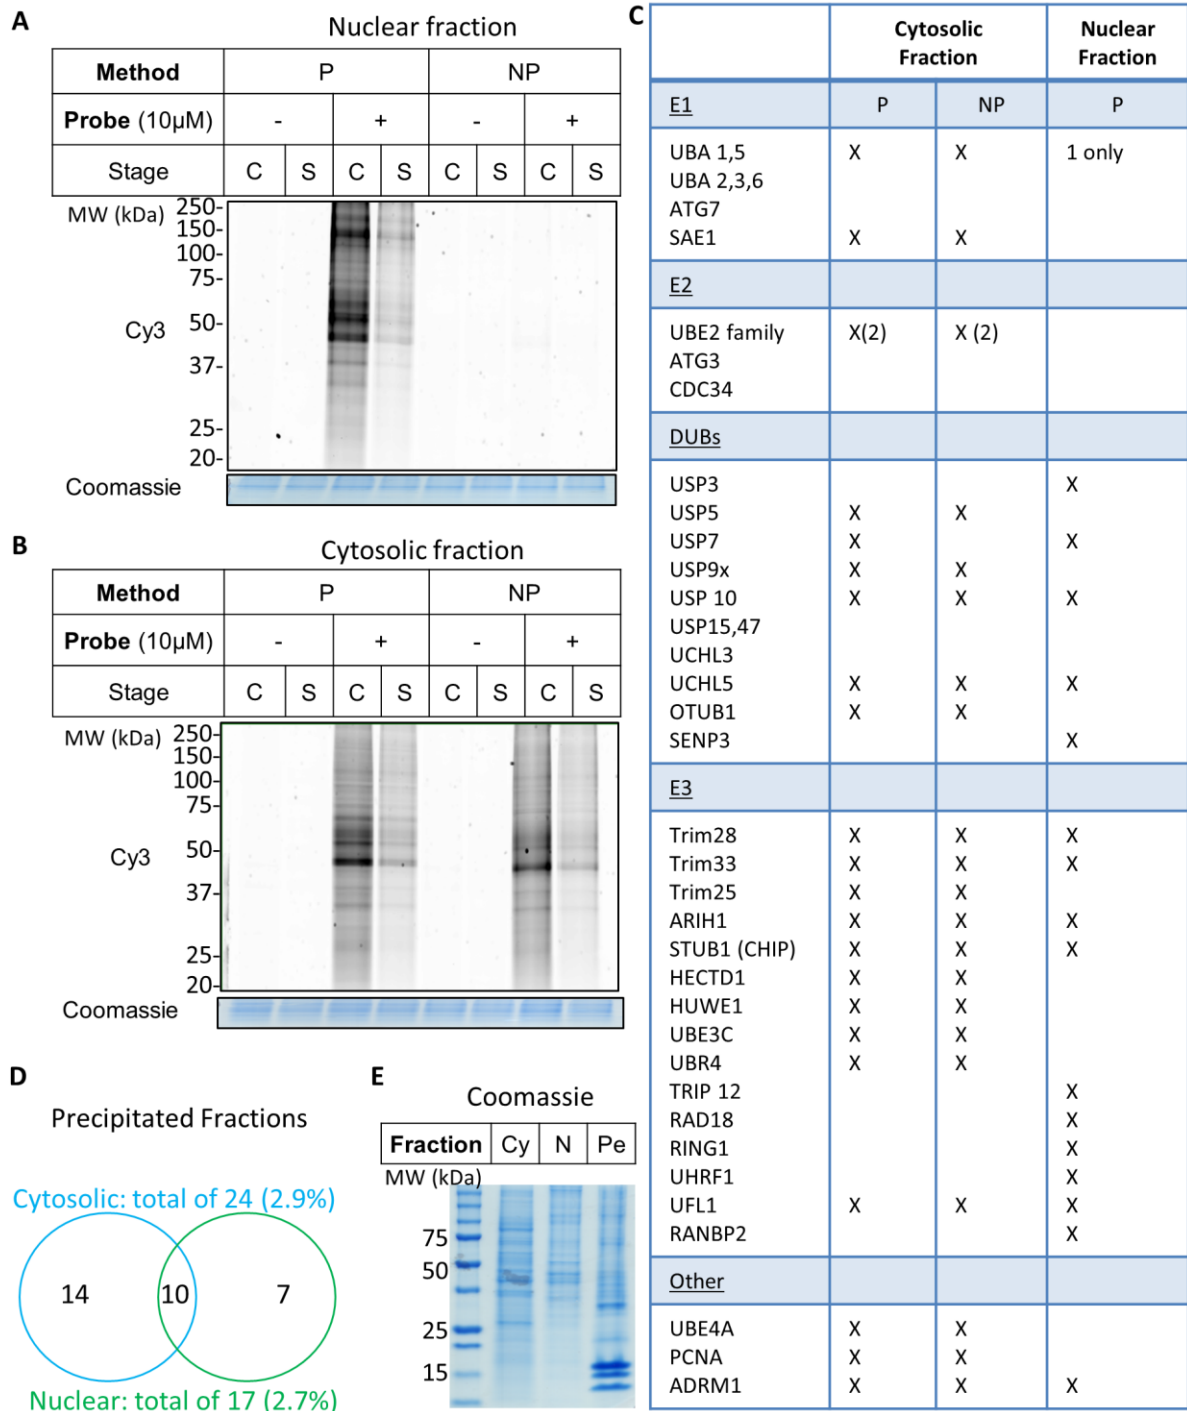 A
Nuclear fraction
Method P NP
Probe (10μM) - + - +
Stage C S C S C S C S
MW (kDa)
250-
150-
100-
75-
Cy3 50-
37-
25-
20-
Coomassie
B
Cytosolic fraction
Method P NP
Probe (10μM) - + - +
Stage C S C S C S C S
MW (kDa)
250-
150-
100-
75-
Cy3 50-
37-
25-
20-
Coomassie
C
Cytosolic Fraction Nuclear Fraction
E1 P NP P
UBA 1,5 X X 1 only
UBA 2,3,6
ATG7
SAE1 X X
E2
UBE2 family X(2) X (2)
ATG3
CDC34
DUBs
USP3 X
USP5 X X
USP7 X X
USP9x X X
USP 10 X X X
USP15,47
UCHL3
UCHL5 X X X
OTUB1 X X
SENP3 X
E3
Trim28 X X X
Trim33 X X X
Trim25 X X
ARIH1 X X X
STUB1 (CHIP) X X X
HECTD1 X X
HUWE1 X X
UBE3C X X
UBR4 X X
TRIP 12 X
RAD18 X
RING1 X
UHRF1 X
UFL1 X X X
RANBP2 X
Other
UBE4A X X
PCNA X X
ADRM1 X X X
D
Precipitated Fractions
Cytosolic: total of 24 (2.9%)
14 10 7
Nuclear: total of 17 (2.7%)
E
Coomassie
Fraction Cy N Pe
MW (kDa)
75
50
25
15